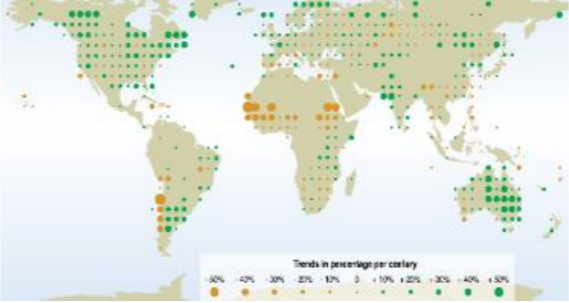 Trends in percentage per century
- 50% - 40% - 30% - 20% - 10% 0 + 10% + 20% + 30% + 40% + 50%